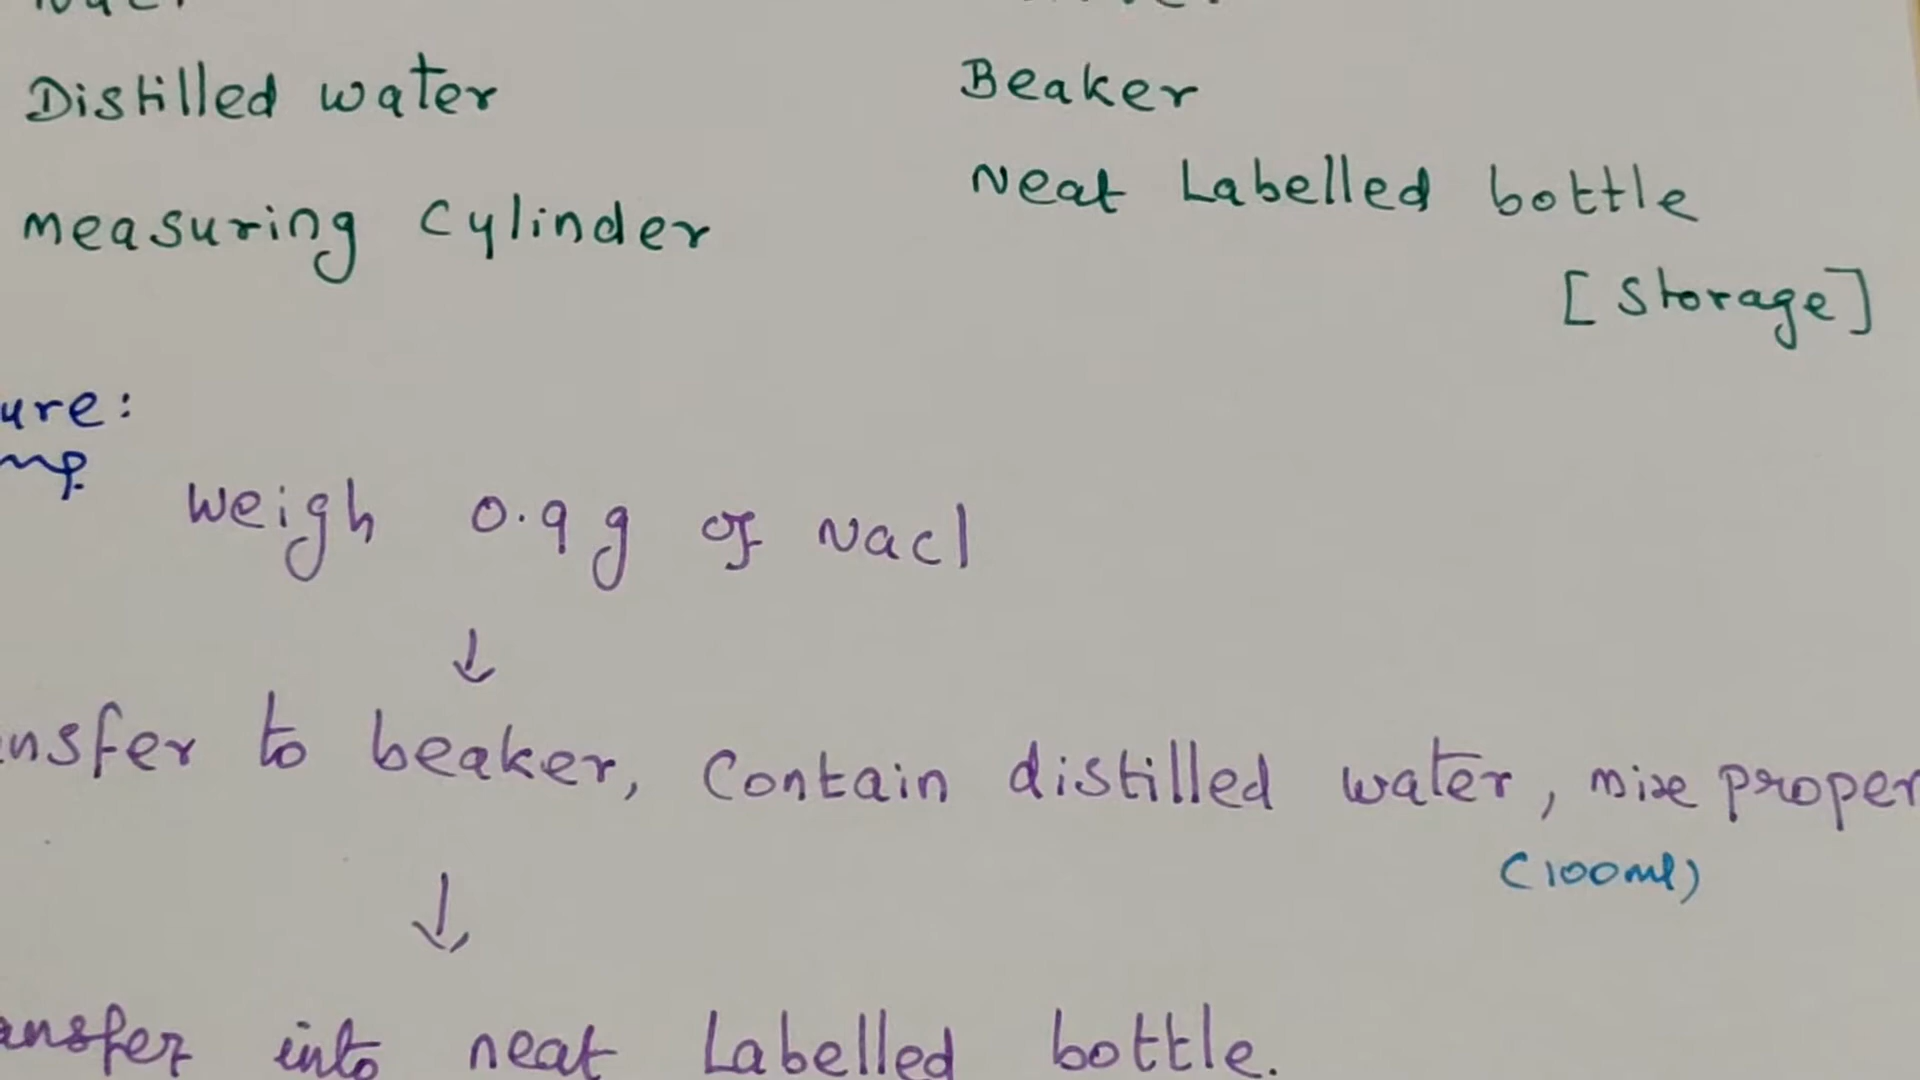 Distilled water
Beaker
measuring Cylinder
Neat Labelled bottle
[Storage]
ure:
Weigh 0.9 g of Nacl
↓
nsfer to beaker, Contain distilled water, mixe proper
(100ml)
↓
ansfer into neat Labelled bottle.